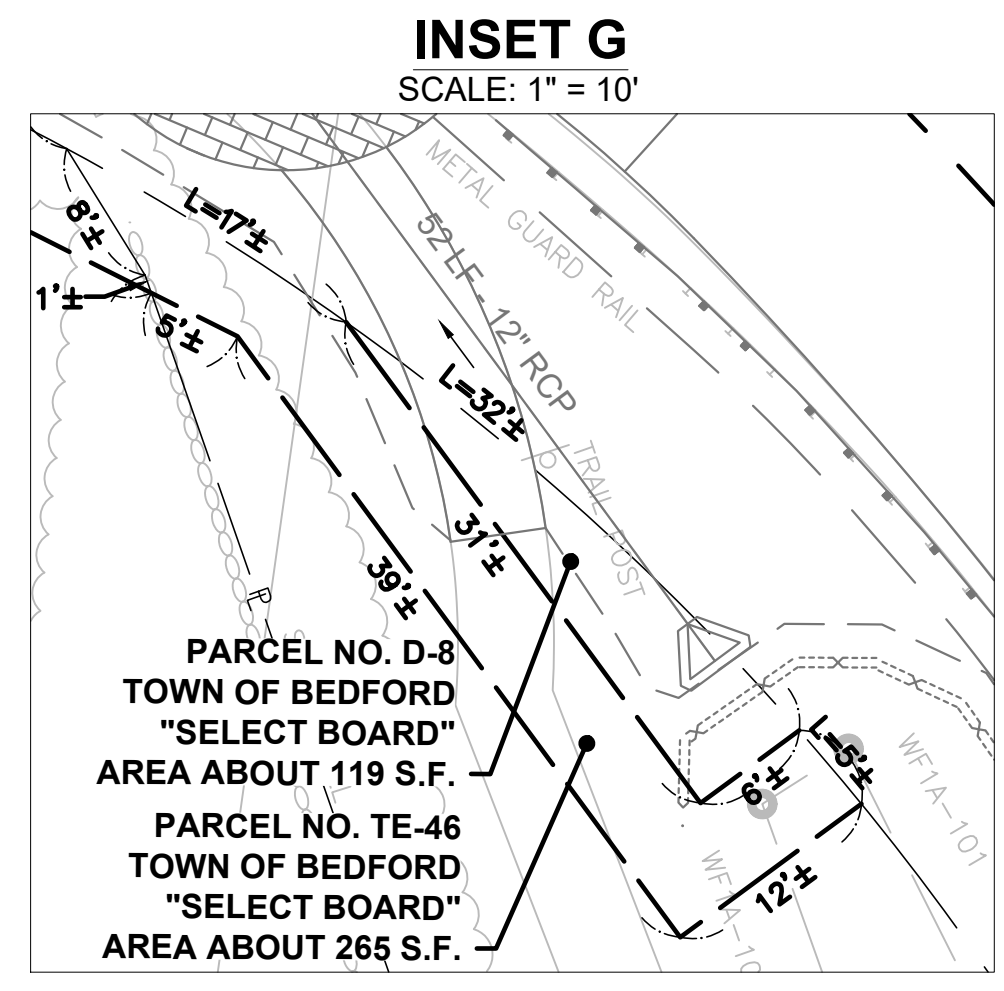 INSET G
SCALE: 1" = 10'
METAL GUARD RAIL
8'±
L=17'±
52 LF - 12" RCP
1'±
5'±
L=32'±
TRAIL POST
31'±
39'±
PARCEL NO. D-8
TOWN OF BEDFORD
"SELECT BOARD"
AREA ABOUT 119 S.F.
L=5'±
6'±
WF1A-101
PARCEL NO. TE-46
TOWN OF BEDFORD
"SELECT BOARD"
AREA ABOUT 265 S.F.
12'±